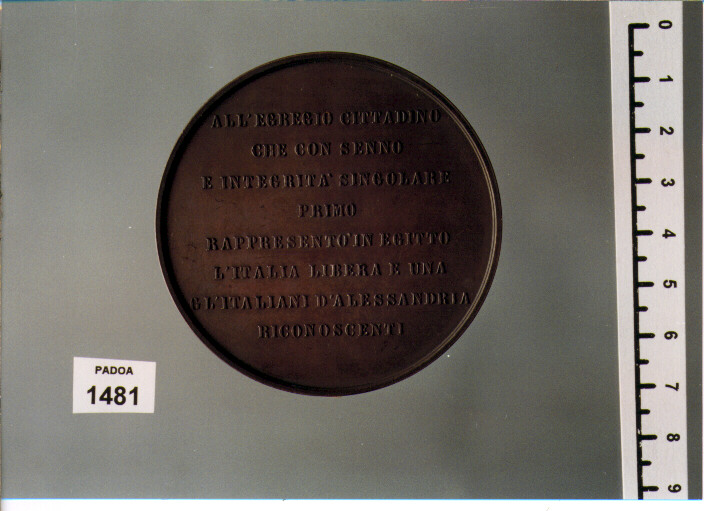 ALL'EGREGIO CITTADINO
CHE CON SENNO
E INTEGRITA' SINGOLARE
PRIMO
RAPPRESENTO' IN EGITTO
L'ITALIA LIBERA E UNA
GL'ITALIANI D'ALESSANDRIA
RICONOSCENTI
PADOA
1481
0
1
2
3
4
5
6
7
8
9